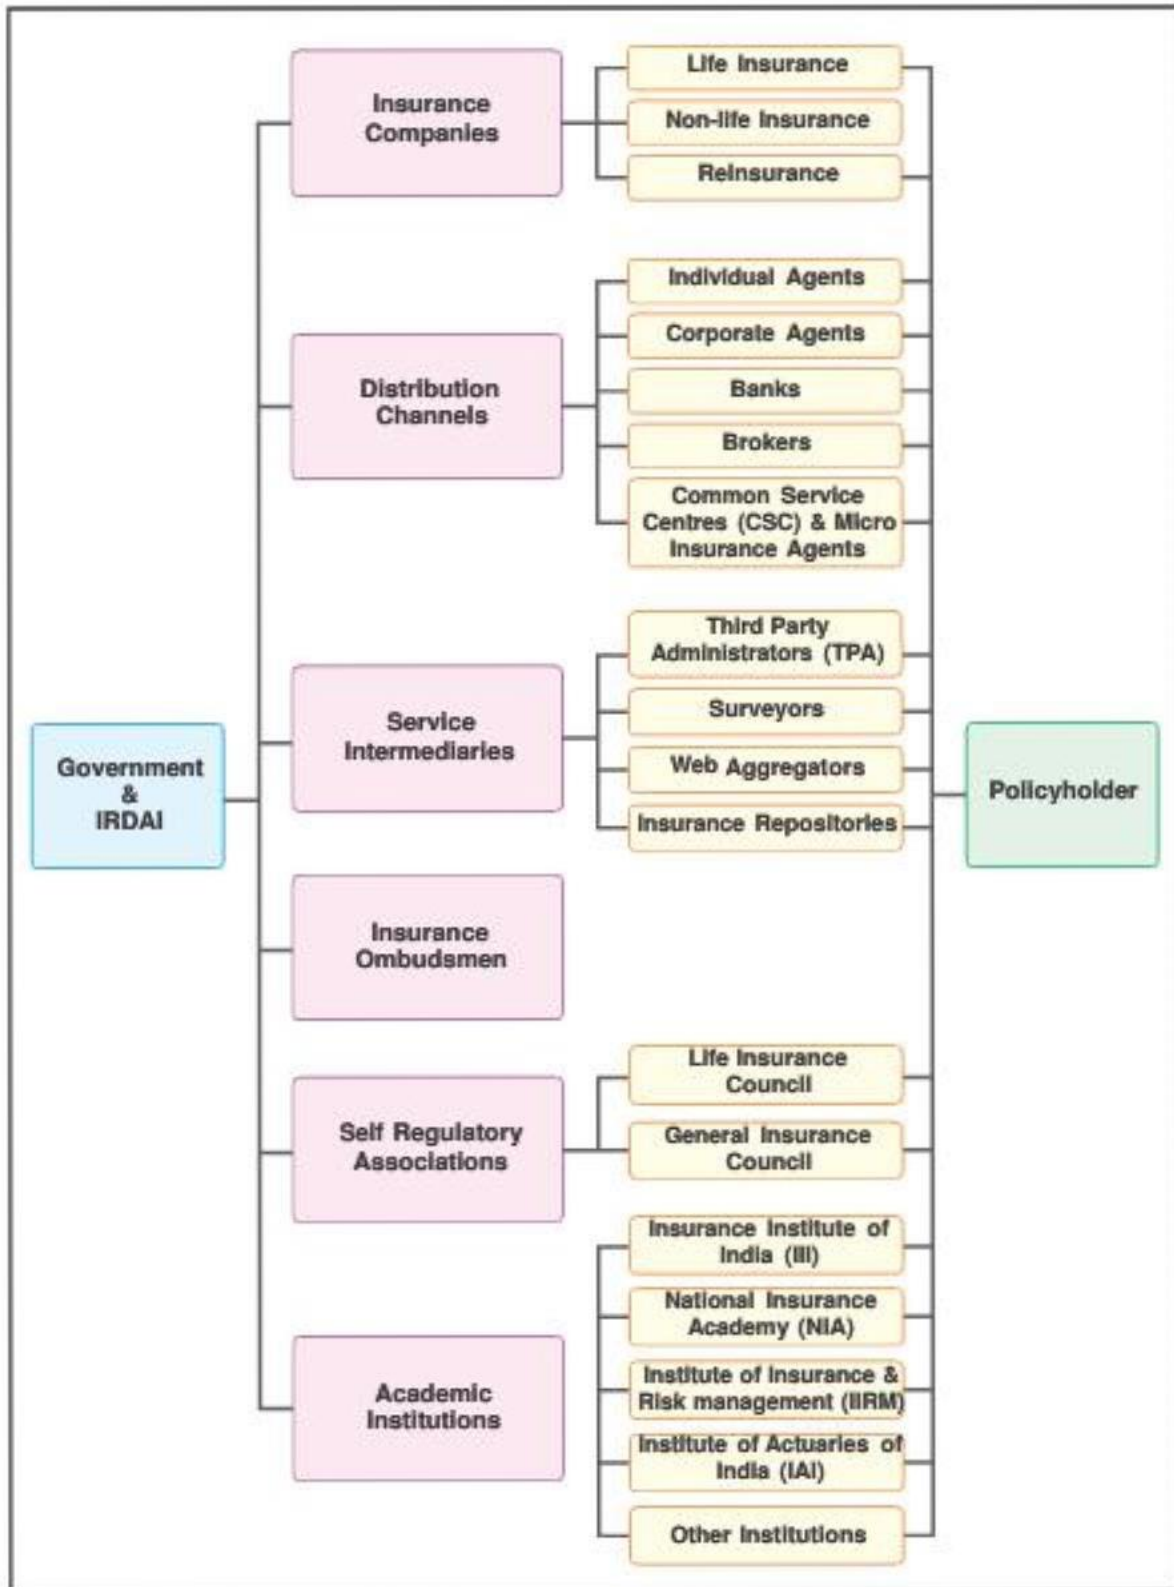 Government
&
IRDAI
Insurance
Companies
Life Insurance
Non-life Insurance
Reinsurance
Distribution
Channels
Individual Agents
Corporate Agents
Banks
Brokers
Common Service
Centres (CSC) & Micro
Insurance Agents
Service
Intermediaries
Third Party
Administrators (TPA)
Surveyors
Web Aggregators
Insurance Repositories
Insurance
Ombudsmen
Self Regulatory
Associations
Life Insurance
Council
General Insurance
Council
Academic
Institutions
Insurance Institute of
India (III)
National Insurance
Academy (NIA)
Institute of Insurance &
Risk management (IIRM)
Institute of Actuaries of
India (IAI)
Other Institutions
Policyholder